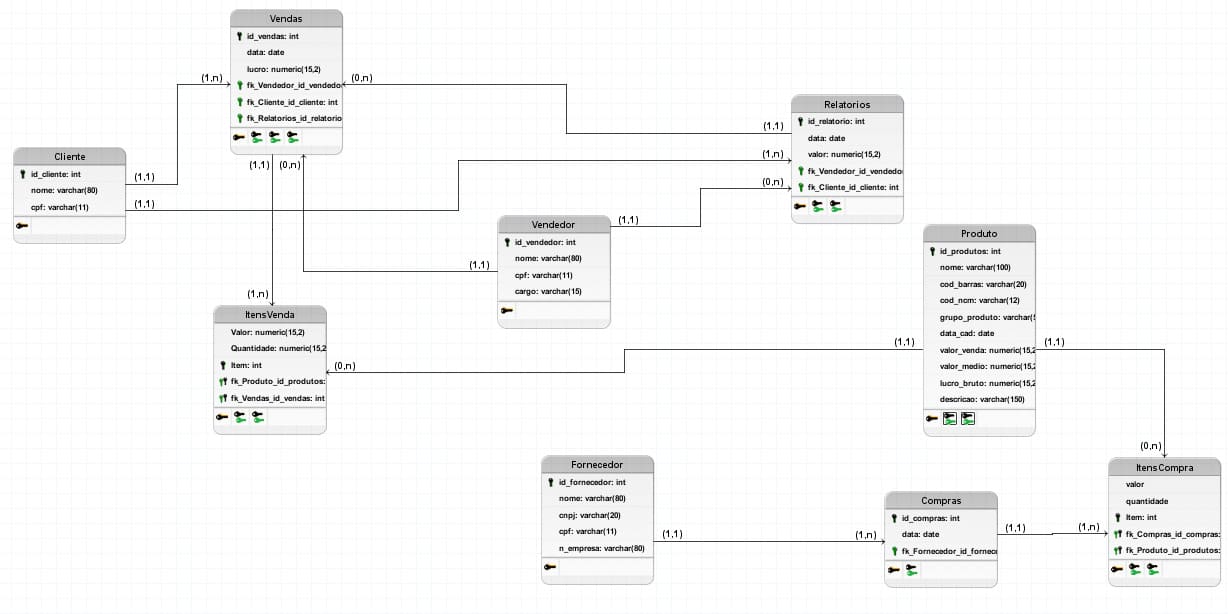 Vendas
id_vendas: int
data: date
lucro: numeric(15,2)
fk_Vendedor_id_vendedo
fk_Cliente_id_cliente: int
fk_Relatorios_id_relatorio
(1,n)
(0,n)
(1,1)
(0,n)
Cliente
id_cliente: int
nome: varchar(80)
cpf: varchar(11)
(1,1)
(1,1)
Relatorios
id_relatorio: int
data: date
valor: numeric(15,2)
fk_Vendedor_id_vendedo
fk_Cliente_id_cliente: int
(1,1)
(1,n)
(0,n)
Vendedor
id_vendedor: int
nome: varchar(80)
cpf: varchar(11)
cargo: varchar(15)
(1,1)
(1,1)
Produto
id_produtos: int
nome: varchar(100)
cod_barras: varchar(20)
cod_ncm: varchar(12)
grupo_produto: varchar(5
data_cad: date
valor_venda: numeric(15,2
valor_medio: numeric(15,2
lucro_bruto: numeric(15,2
descricao: varchar(150)
(1,1)
(1,1)
(1,n)
ItensVenda
Valor: numeric(15,2)
Quantidade: numeric(15,2
Item: int
fk_Produto_id_produtos:
fk_Vendas_id_vendas: int
(0,n)
Fornecedor
id_fornecedor: int
nome: varchar(80)
cnpj: varchar(20)
cpf: varchar(11)
n_empresa: varchar(80)
(1,1)
(1,n)
Compras
id_compras: int
data: date
fk_Fornecedor_id_fornec
(1,1)
(1,n)
(0,n)
ItensCompra
valor
quantidade
Item: int
fk_Compras_id_compras:
fk_Produto_id_produtos: